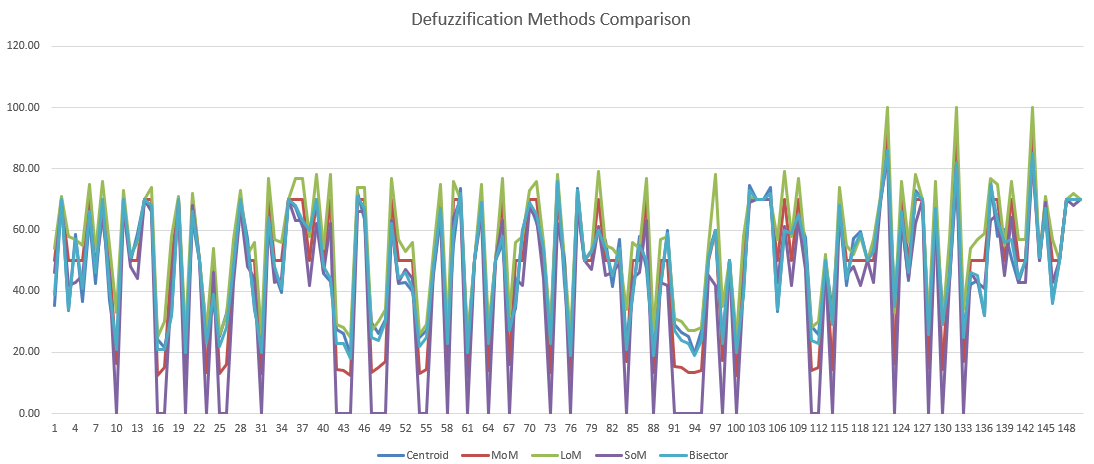 Defuzzification Methods Comparison
120.00
100.00
80.00
60.00
40.00
20.00
0.00
1 4 7 10 13 16 19 22 25 28 31 34 37 40 43 46 49 52 55 58 61 64 67 70 73 76 79 82 85 88 91 94 97 100 103 106 109 112 115 118 121 124 127 130 133 136 139 142 145 148
Centroid MoM LoM SoM Bisector